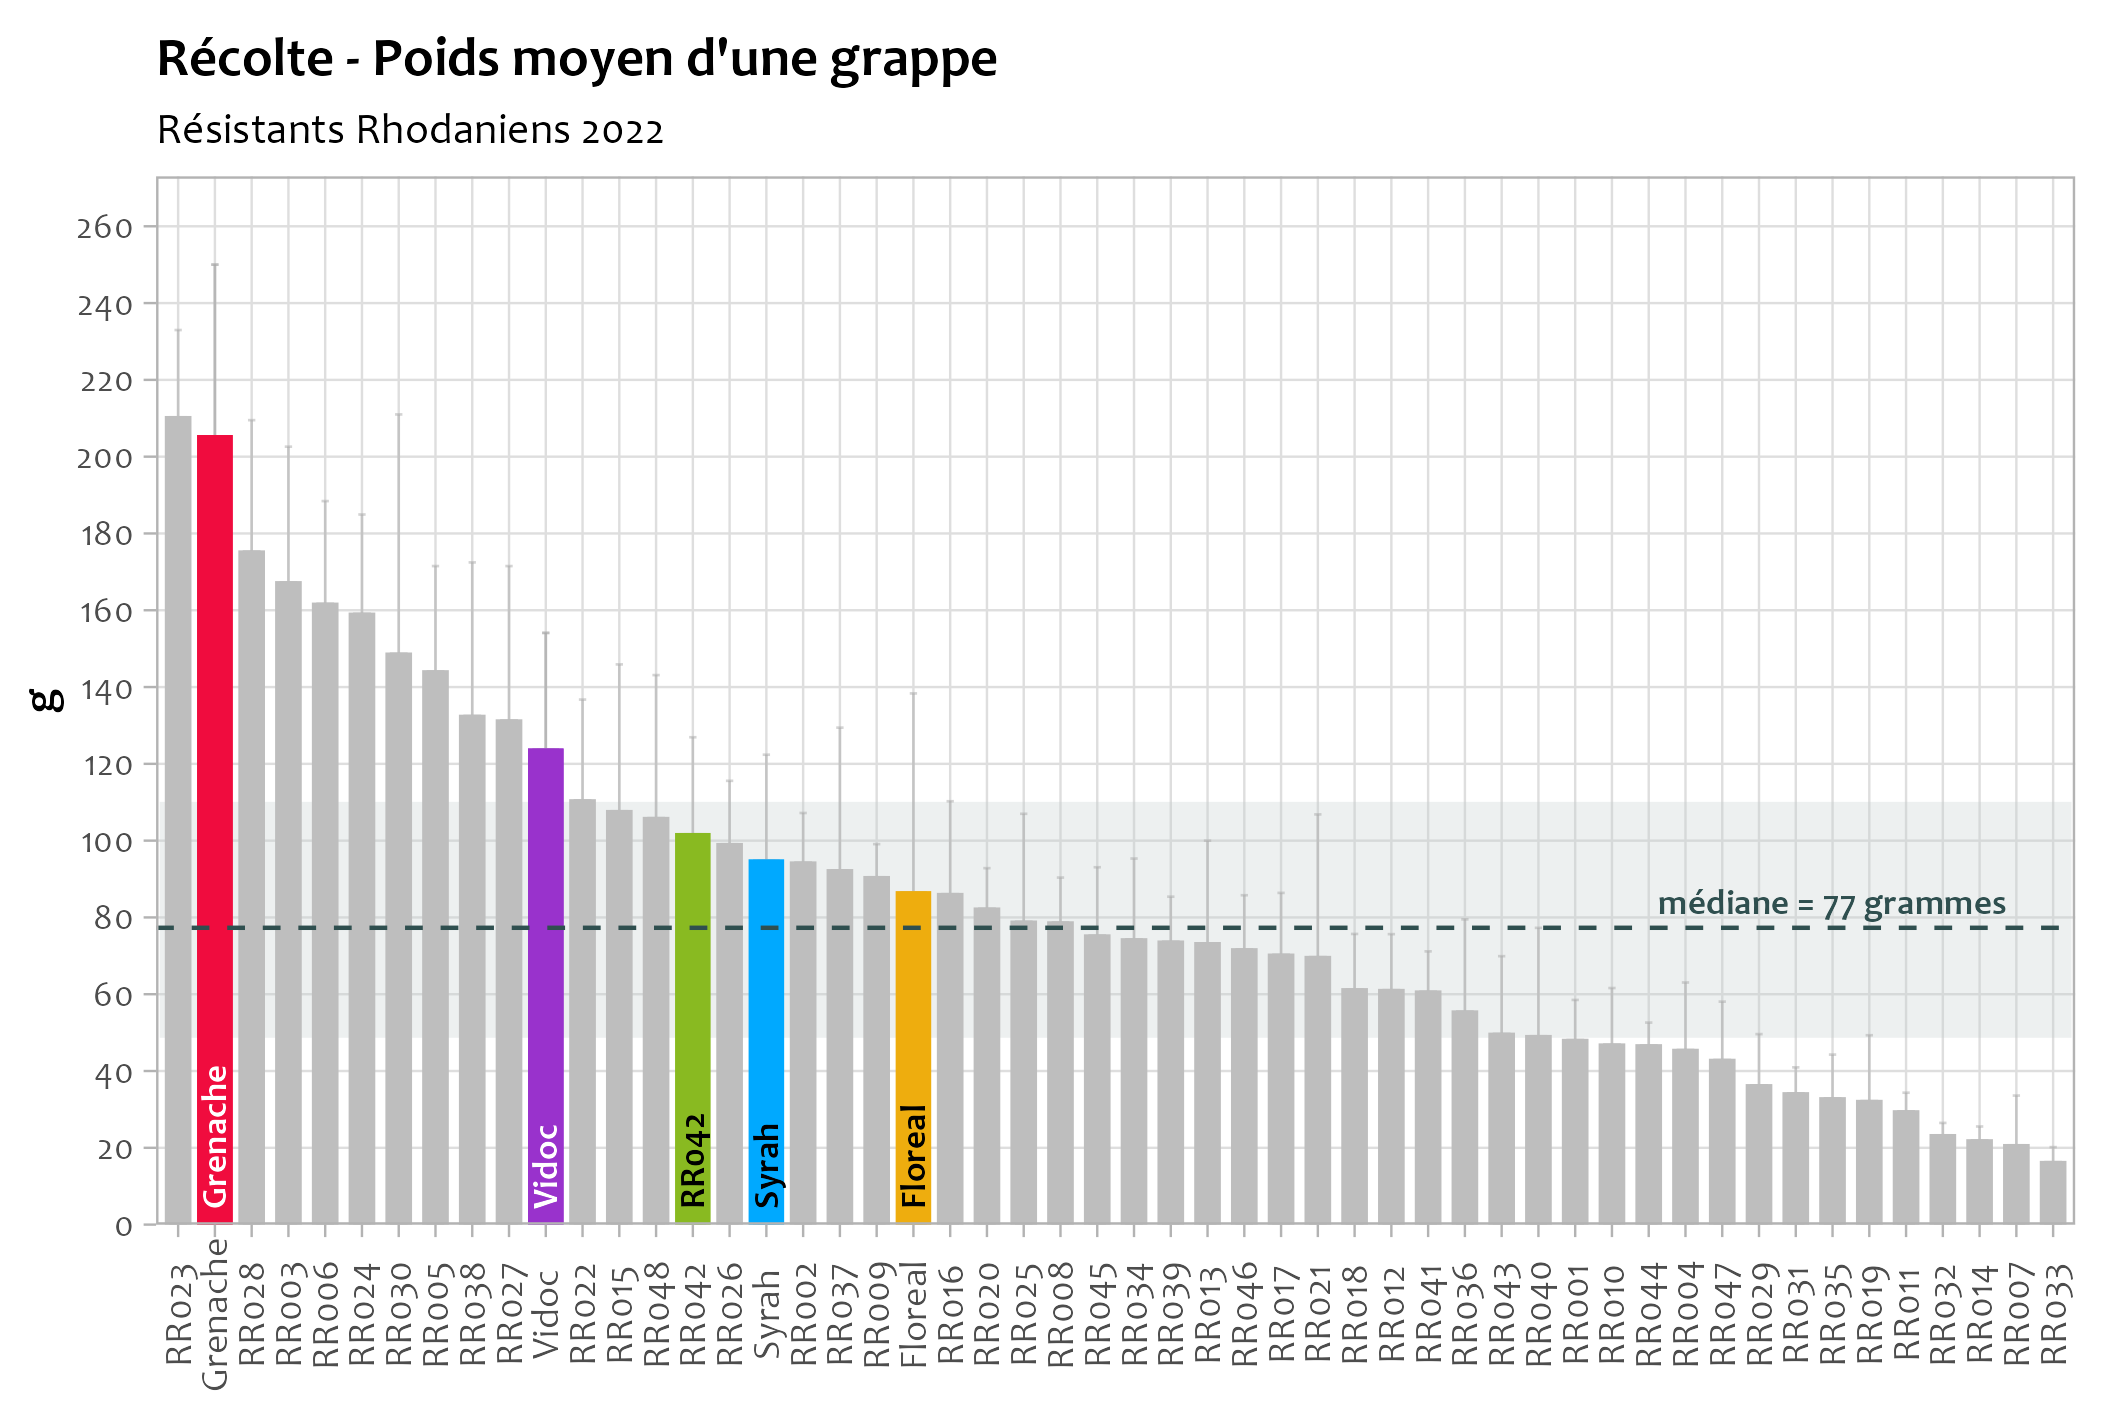 Récolte - Poids moyen d'une grappe
Résistants Rhodaniens 2022
260
240
220
200
180
160
140
120
100
80
60
40
20
0
g
médiane = 77 grammes
Grenache
Vidoc
RR042
Syrah
Floreal
RR023
Grenache
RR028
RR003
RR006
RR024
RR030
RR005
RR038
RR027
Vidoc
RR022
RR015
RR048
RR042
RR026
Syrah
RR002
RR037
RR009
Floreal
RR016
RR020
RR025
RR008
RR045
RR034
RR039
RR013
RR046
RR017
RR021
RR018
RR012
RR041
RR036
RR043
RR040
RR001
RR010
RR044
RR004
RR047
RR029
RR031
RR035
RR019
RR011
RR032
RR014
RR007
RR033